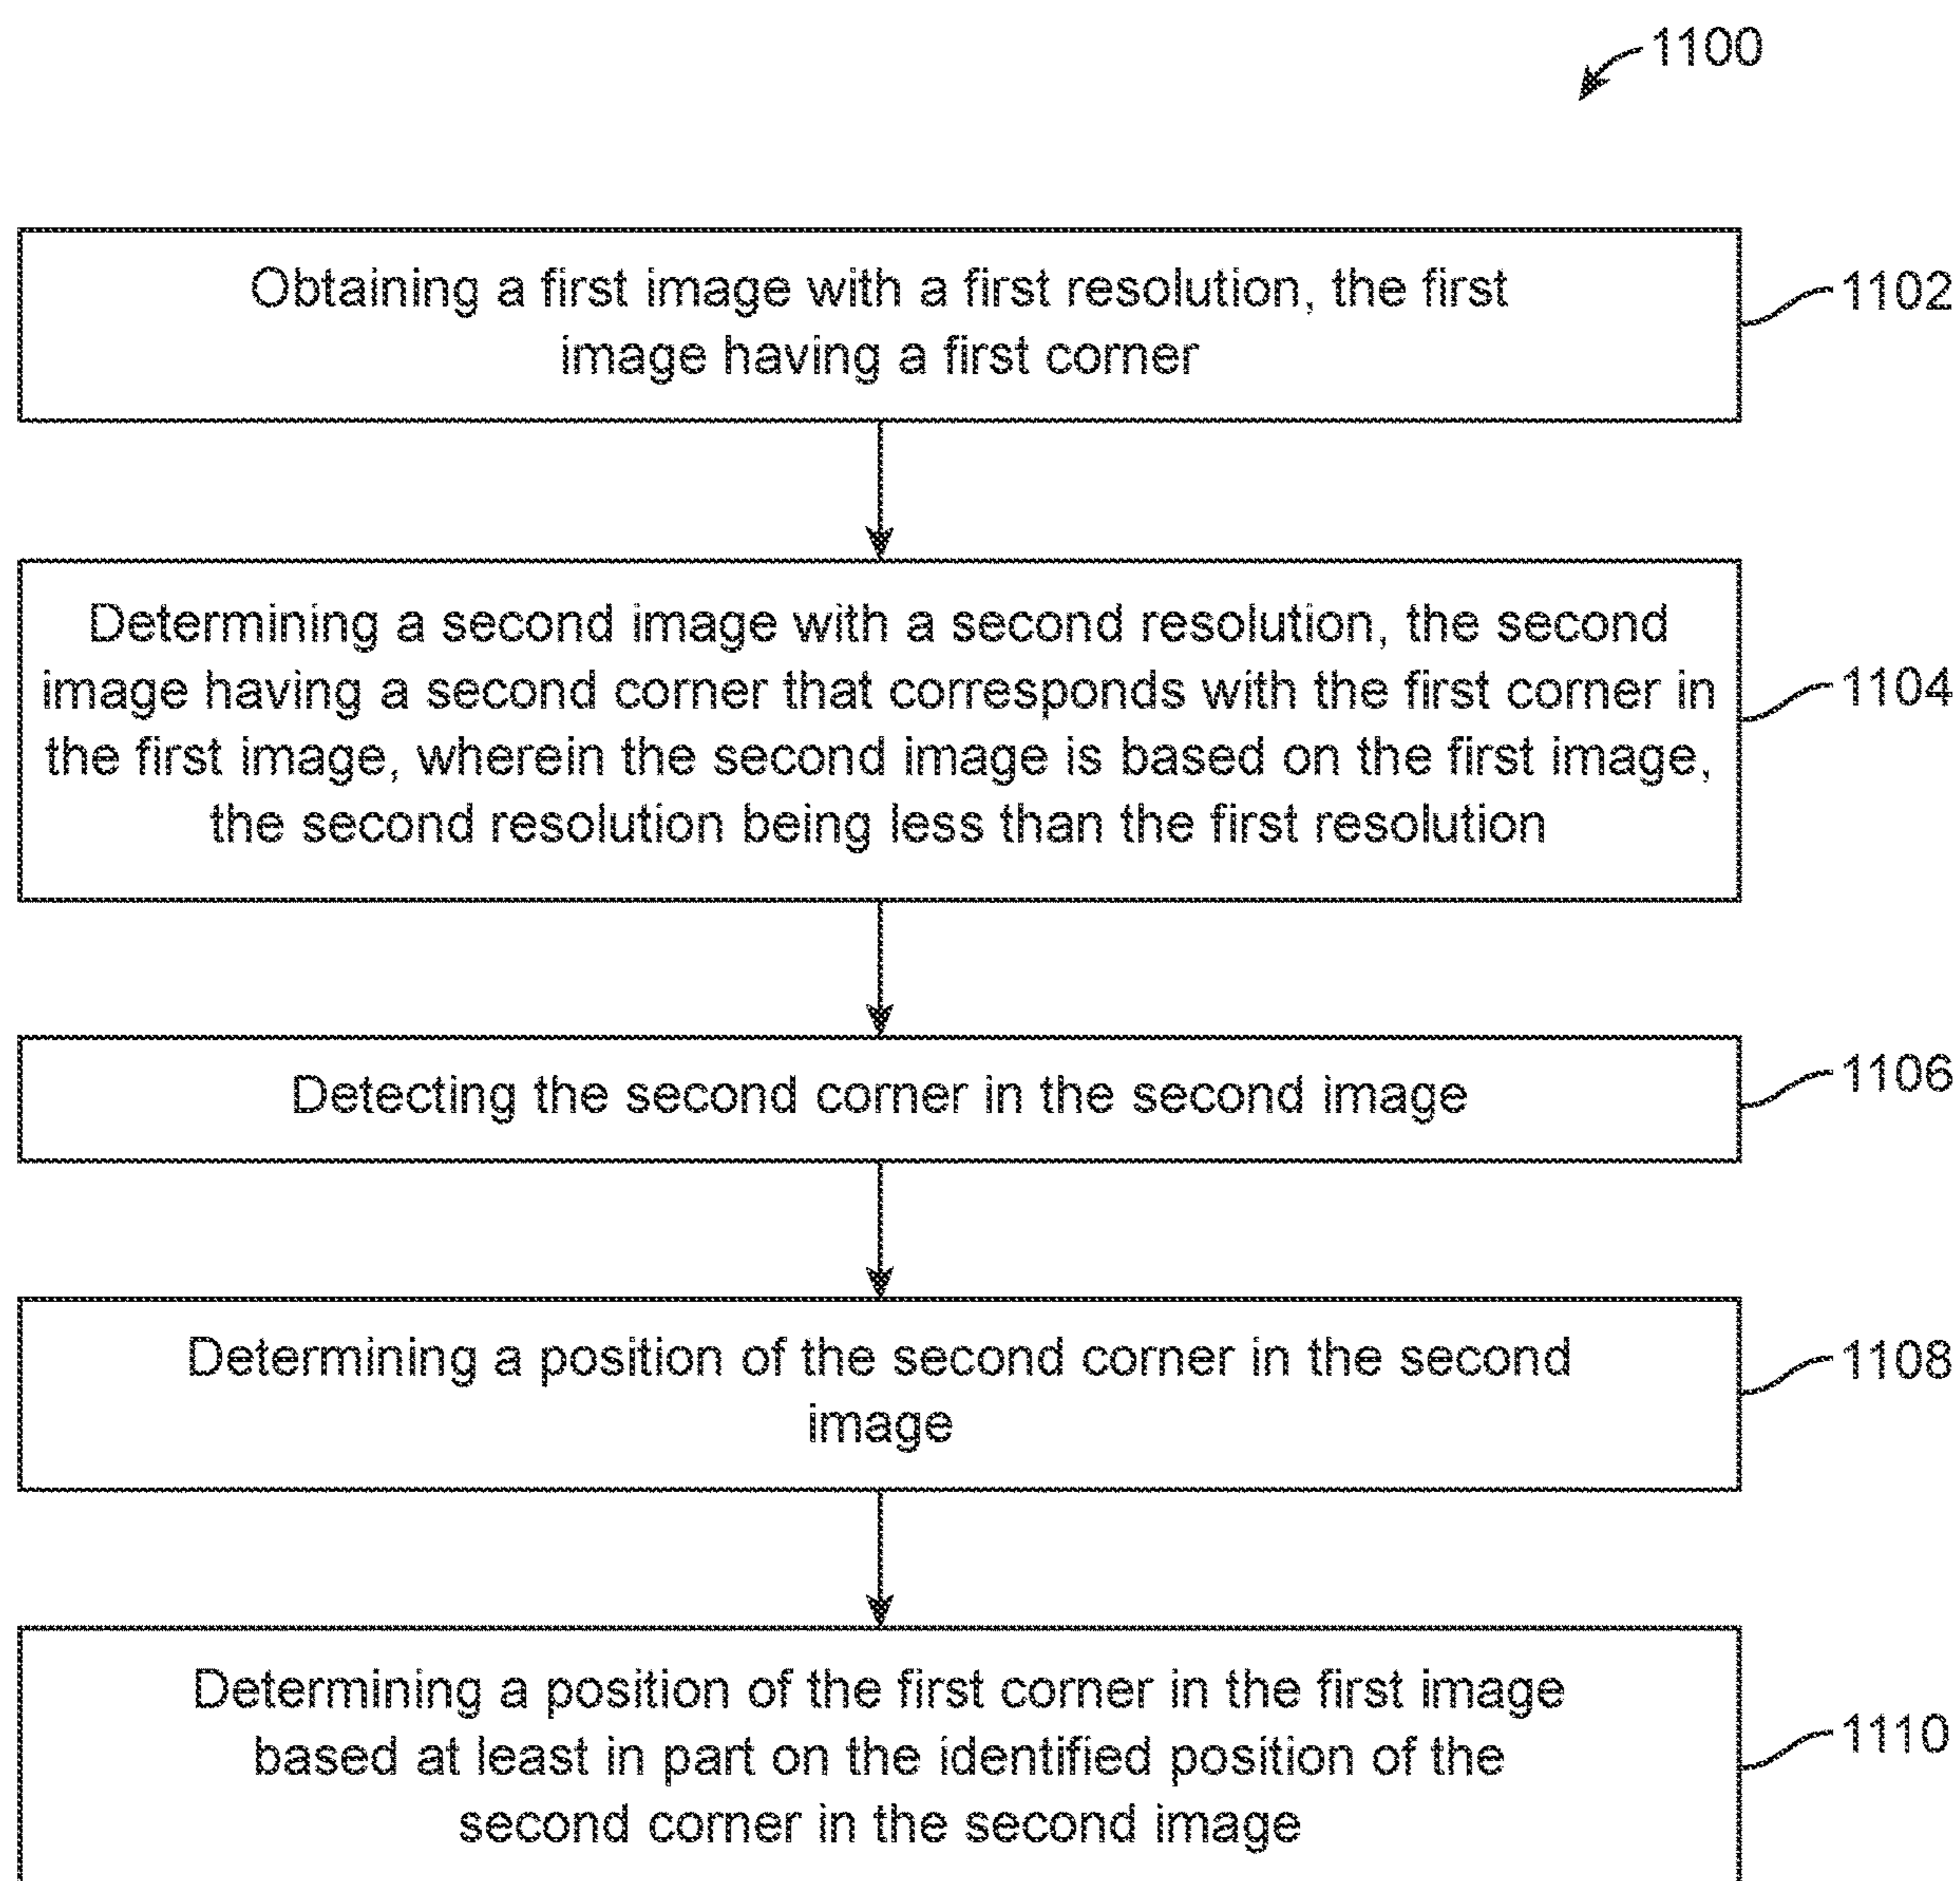 1100
Obtaining a first image with a first resolution, the first
image having a first corner
1102
Determining a second image with a second resolution, the second
image having a second corner that corresponds with the first corner in
the first image, wherein the second image is based on the first image,
the second resolution being less than the first resolution
1104
Detecting the second corner in the second image
1106
Determining a position of the second corner in the second
image
1108
Determining a position of the first corner in the first image
based at least in part on the identified position of the
second corner in the second image
1110